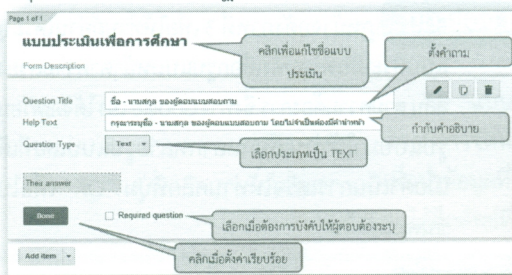 Page 1 of 1
แบบประเมินเพื่อการศึกษา
คลิกเพื่อแก้ไขชื่อแบบ
ประเมิน
ตั้งคำถาม
Form Description
Question Title
ชื่อ - นามสกุล ของผู้ตอบแบบสอบถาม
Help Text
กรุณาระบุชื่อ - นามสกุล ของผู้ตอบแบบสอบถาม โดยไม่จำเป็นต้องมีคำนำหน้า
กำกับคำอธิบาย
Question Type
Text
เลือกประเภทเป็น TEXT
Their answer
Done
Required question
เลือกเมื่อต้องการบังคับให้ผู้ตอบต้องระบุ
Add item
คลิกเมื่อตั้งค่าเรียบร้อย